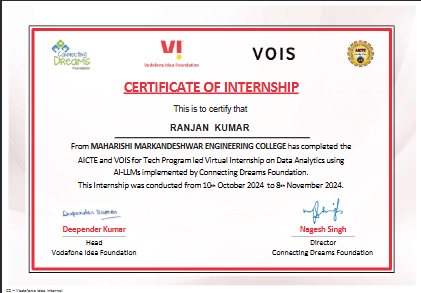 Connecting
DREAMS
Foundation
VI
Vodafone Idea Foundation
VOIS
AICTE
CERTIFICATE OF INTERNSHIP
This is to certify that
RANJAN KUMAR
From MAHARISHI MARKANDESHWAR ENGINEERING COLLEGE has completed the
AICTE and VOIS for Tech Program led Virtual Internship on Data Analytics using
AI-LLMs implemented by Connecting Dreams Foundation.
This Internship was conducted from 10th October 2024 to 8th November 2024.
Deepender Kumar
Deepender Kumar
Head
Vodafone Idea Foundation
Nagesh Singh
Director
Connecting Dreams Foundation
C2 – Vodafone Idea Internal